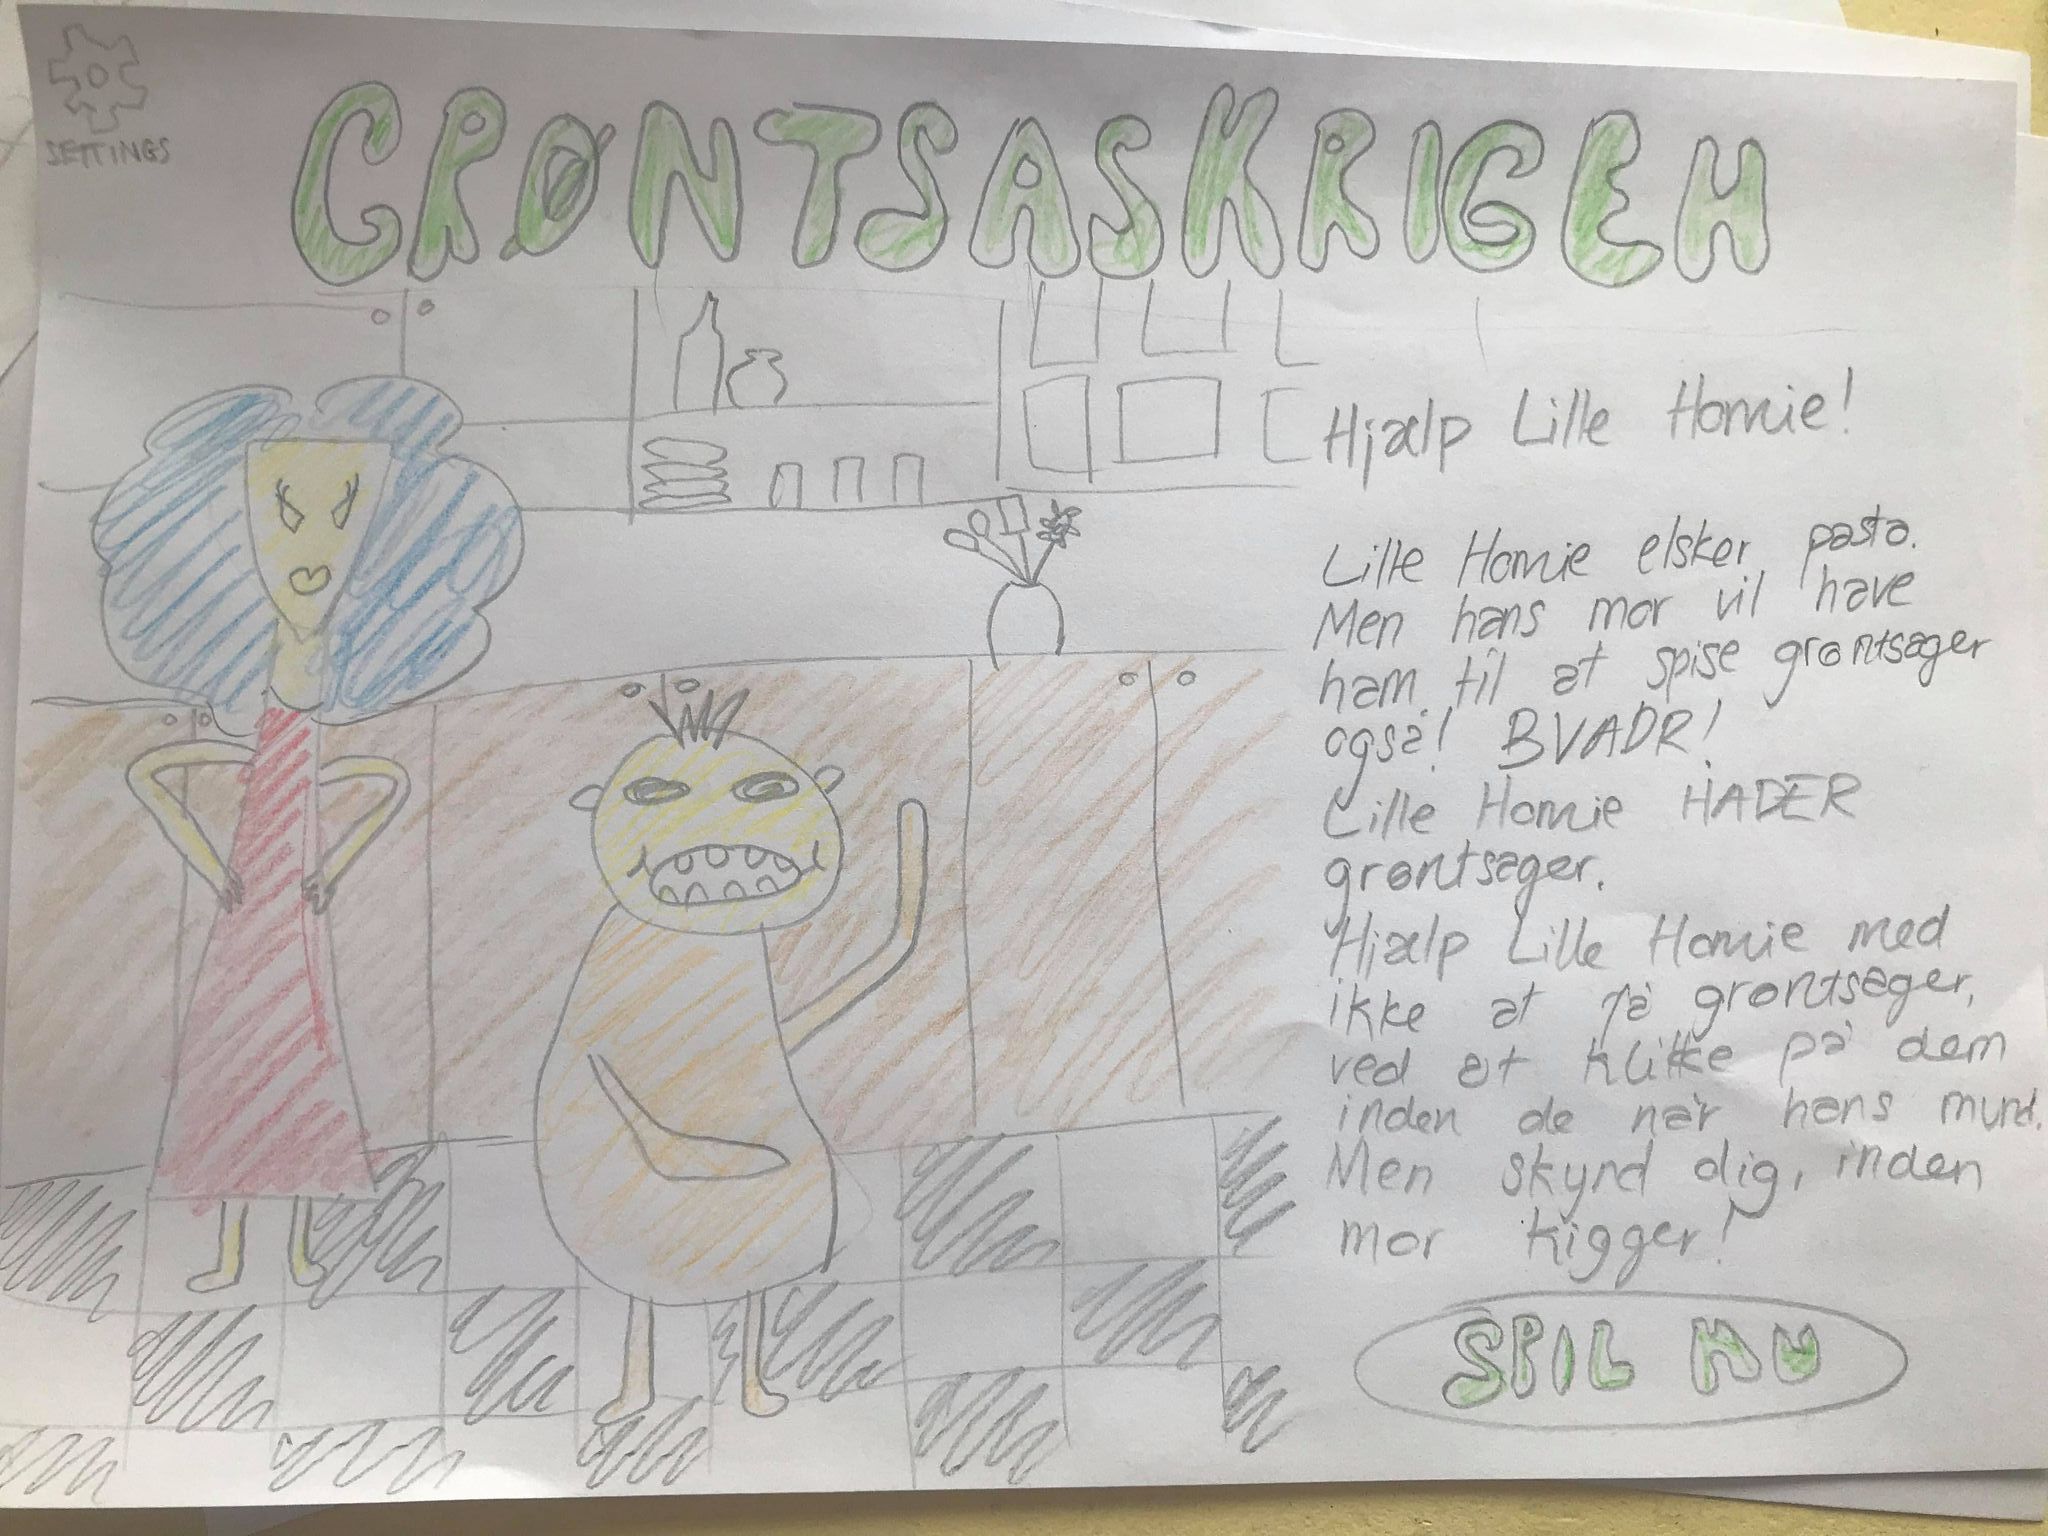 SETTINGS
GRØNTSASKRIGEN
Hjælp Lille Homie!
Lille Homie elsker pasta.
Men hans mor vil have
ham til at spise grøntsager
også! BVADR!
Lille Homie HADER
grøntsager.
Hjælp Lille Homie med
ikke at få grøntsager,
ved at klikke på dem
inden de når hans mund.
Men skynd dig, inden
mor kigger!
SPIL NU